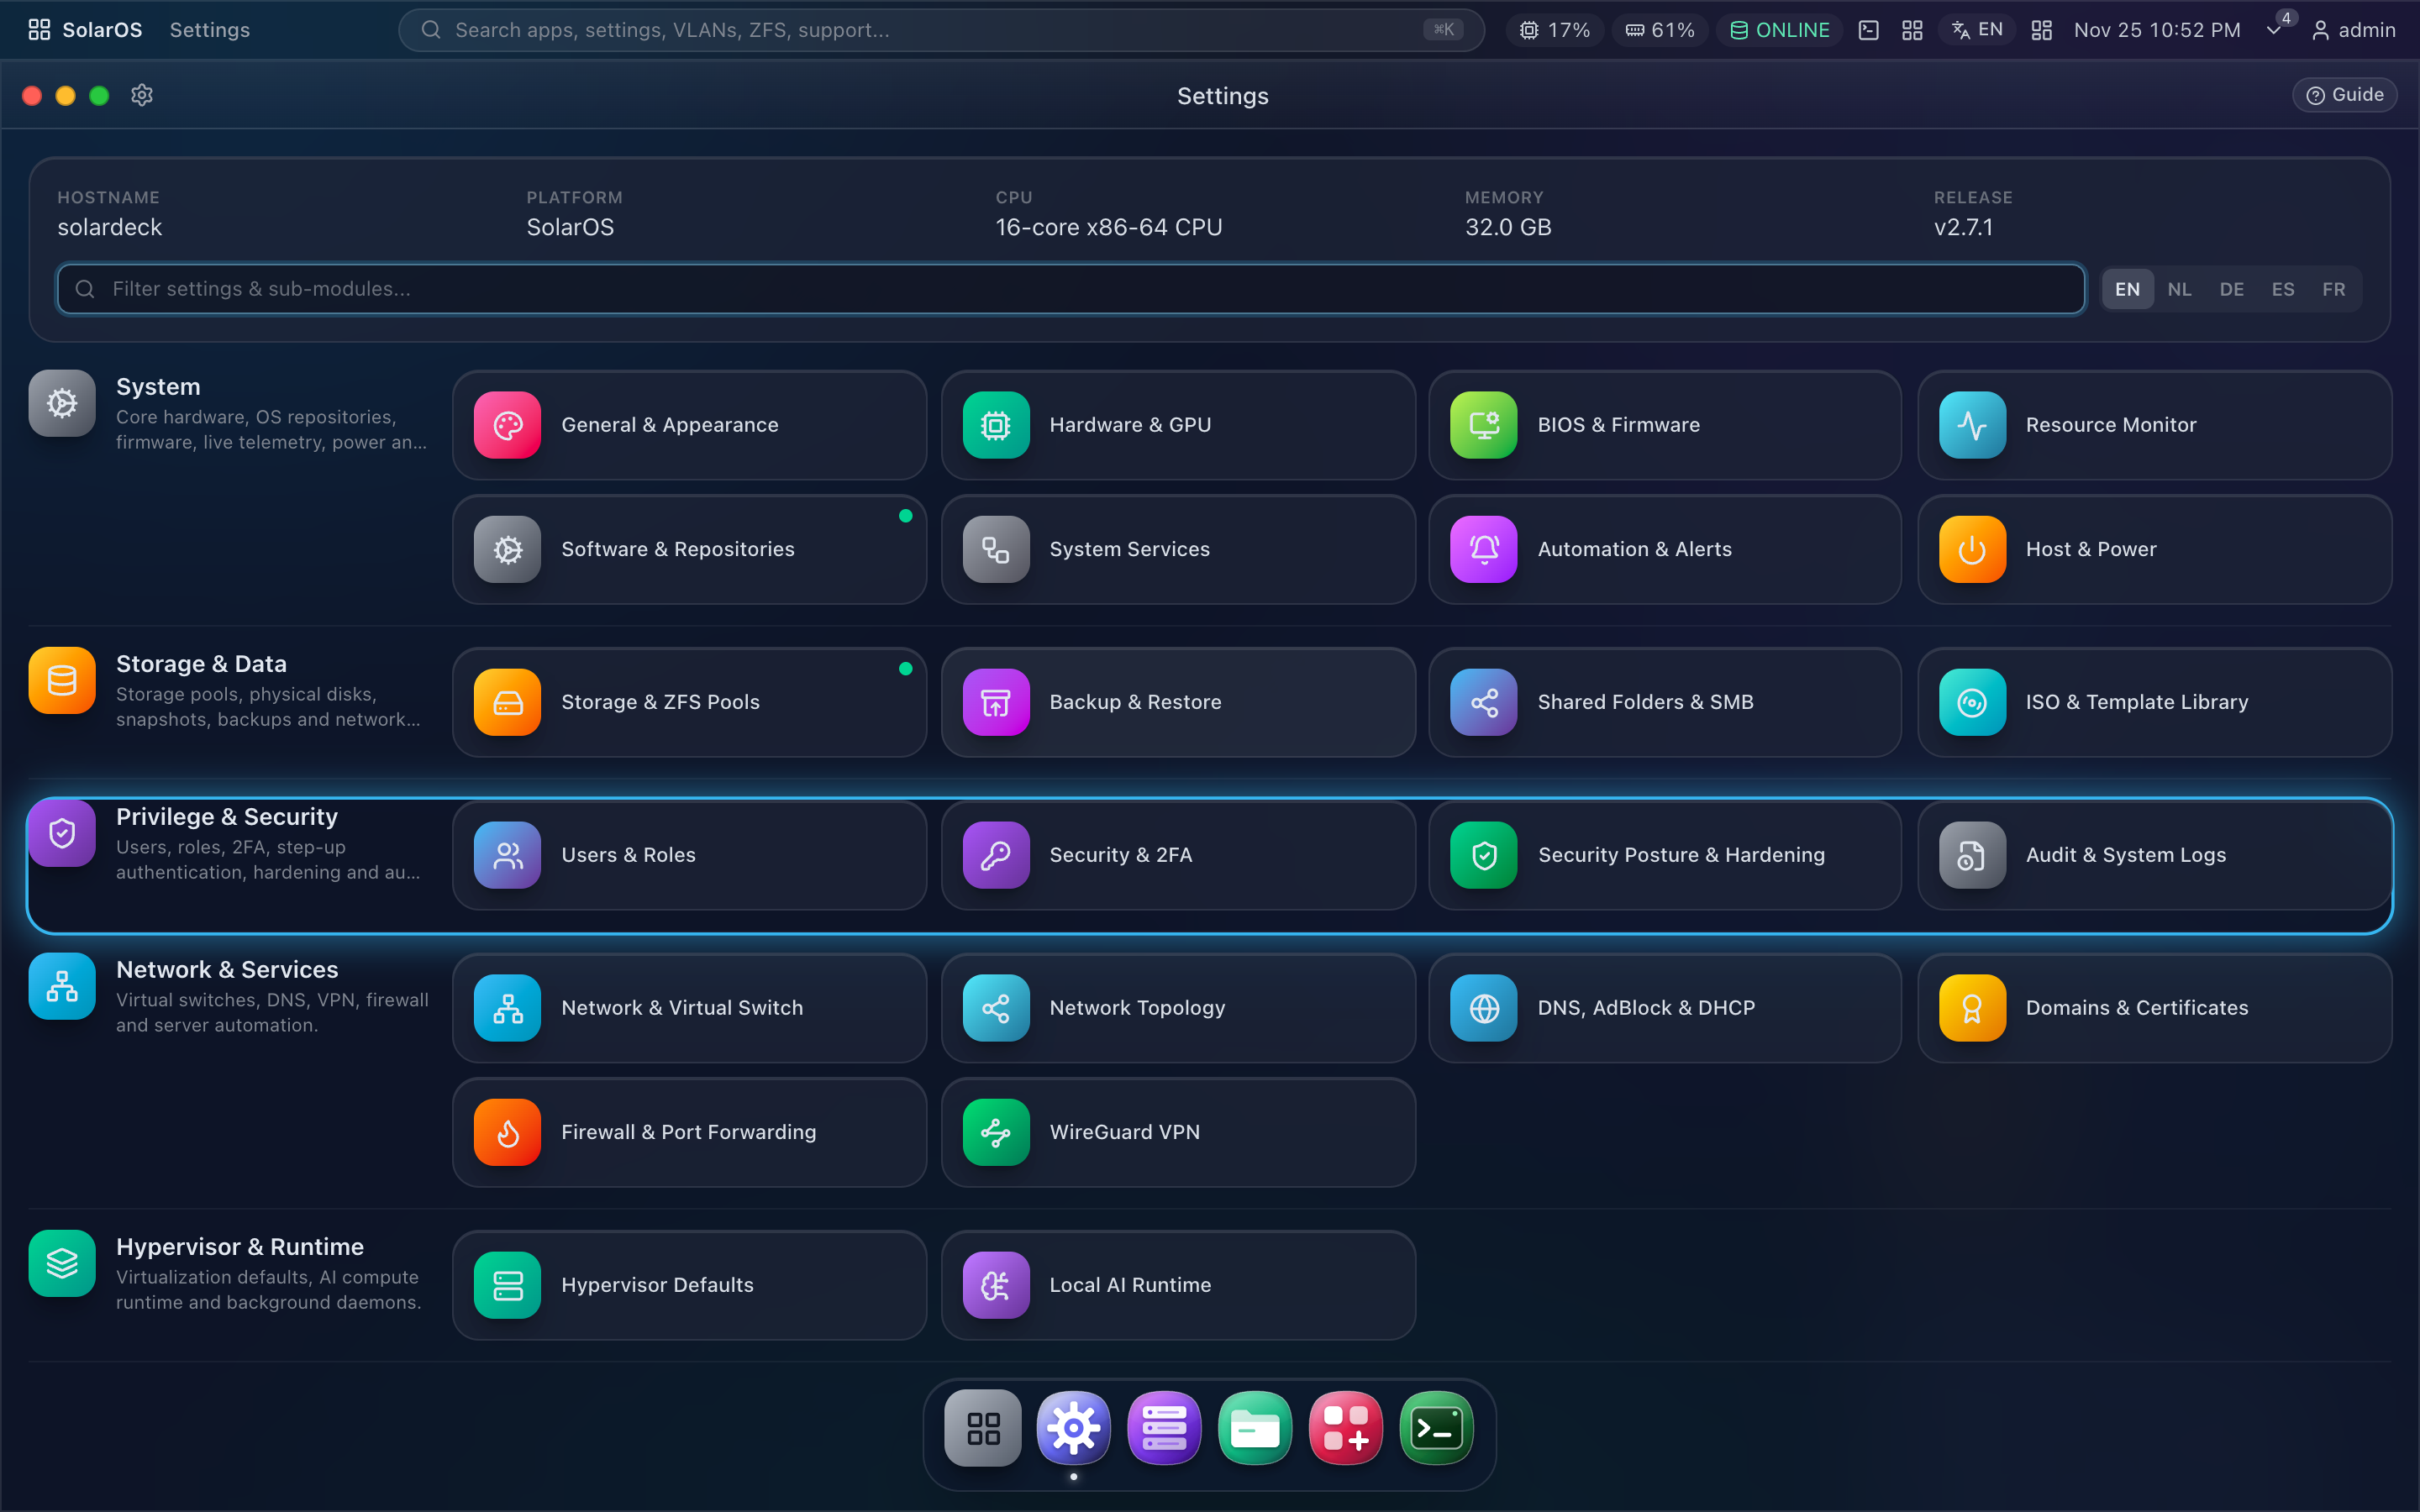 SolarOS Settings Search apps, settings, VLANs, ZFS, support... ⌘K 17% 61% ONLINE EN Nov 25 10:52 PM 4 admin
Settings Guide
HOSTNAME PLATFORM CPU MEMORY RELEASE
solardeck SolarOS 16-core x86-64 CPU 32.0 GB v2.7.1
Filter settings & sub-modules... EN NL DE ES FR
System
Core hardware, OS repositories,
firmware, live telemetry, power an...
General & Appearance Hardware & GPU BIOS & Firmware Resource Monitor
Software & Repositories System Services Automation & Alerts Host & Power
Storage & Data
Storage pools, physical disks,
snapshots, backups and network...
Storage & ZFS Pools Backup & Restore Shared Folders & SMB ISO & Template Library
Privilege & Security
Users, roles, 2FA, step-up
authentication, hardening and au...
Users & Roles Security & 2FA Security Posture & Hardening Audit & System Logs
Network & Services
Virtual switches, DNS, VPN, firewall
and server automation.
Network & Virtual Switch Network Topology DNS, AdBlock & DHCP Domains & Certificates
Firewall & Port Forwarding WireGuard VPN
Hypervisor & Runtime
Virtualization defaults, AI compute
runtime and background daemons.
Hypervisor Defaults Local AI Runtime